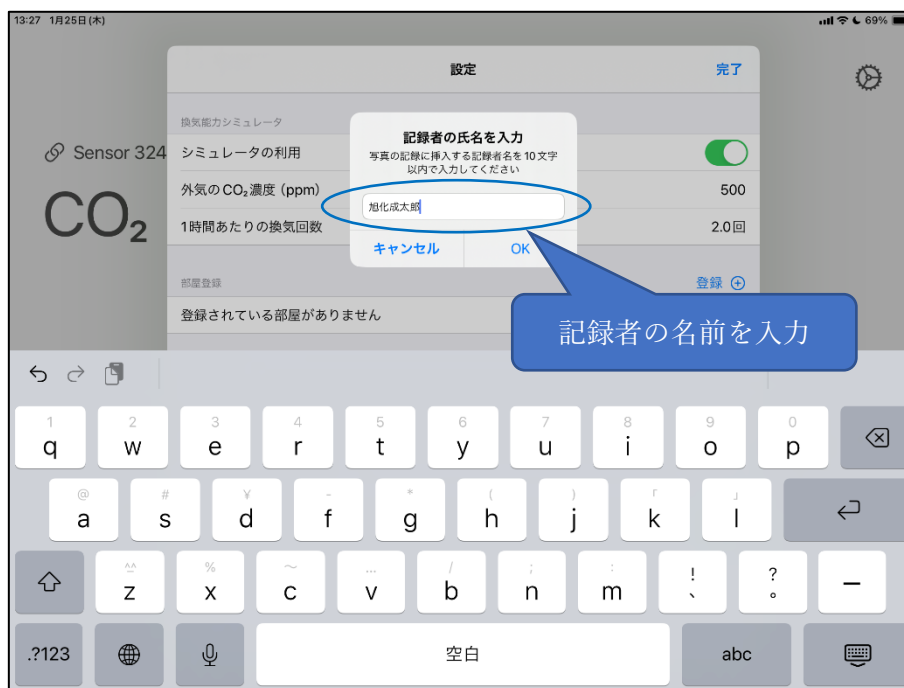 13:27 1月25日(木)
69%
設定
完了
換気能力シミュレータ
Sensor 324
シミュレータの利用
CO₂
外気のCO₂濃度 (ppm)
500
1時間あたりの換気回数
2.0回
記録者の氏名を入力
写真の記録に挿入する記録者名を10文字
以内で入力してください
旭化成太郎
キャンセル
OK
部屋登録
登録
登録されている部屋がありません
記録者の名前を入力
1 2 3 4 5 6 7 8 9 0
q w e r t y u i o p
@ # ¥ - * ( ) 「 」
a s d f g h j k l
^^ % 〜 … / ; : ! ?
z x c v b n m 、 。 ー
.?123
空白
abc